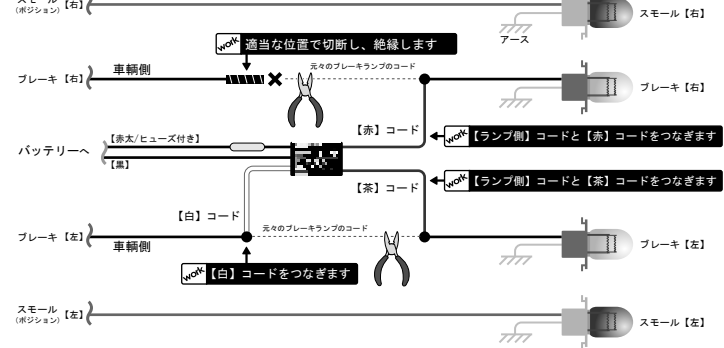 スモール
(ポジション)
【右】
スモール【右】
アース
work 適当な位置で切断し、絶縁します
ブレーキ【右】
車輌側
元々のブレーキランプのコード
ブレーキ【右】
【赤】コード
work 【ランプ側】コードと【赤】コードをつなぎます
バッテリーへ
【赤太/ヒューズ付き】
【黒】
work 【ランプ側】コードと【茶】コードをつなぎます
【茶】コード
【白】コード
元々のブレーキランプのコード
ブレーキ【左】
車輌側
ブレーキ【左】
work 【白】コードをつなぎます
スモール
(ポジション)
【左】
スモール【左】